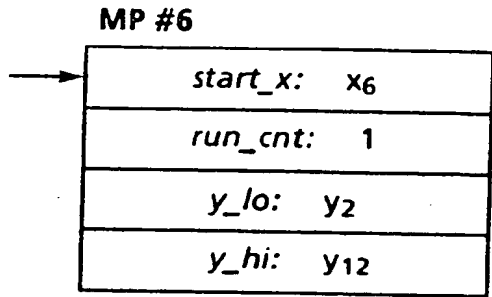 MP #6
start_x: x6
run_cnt: 1
y_lo: y2
y_hi: y12